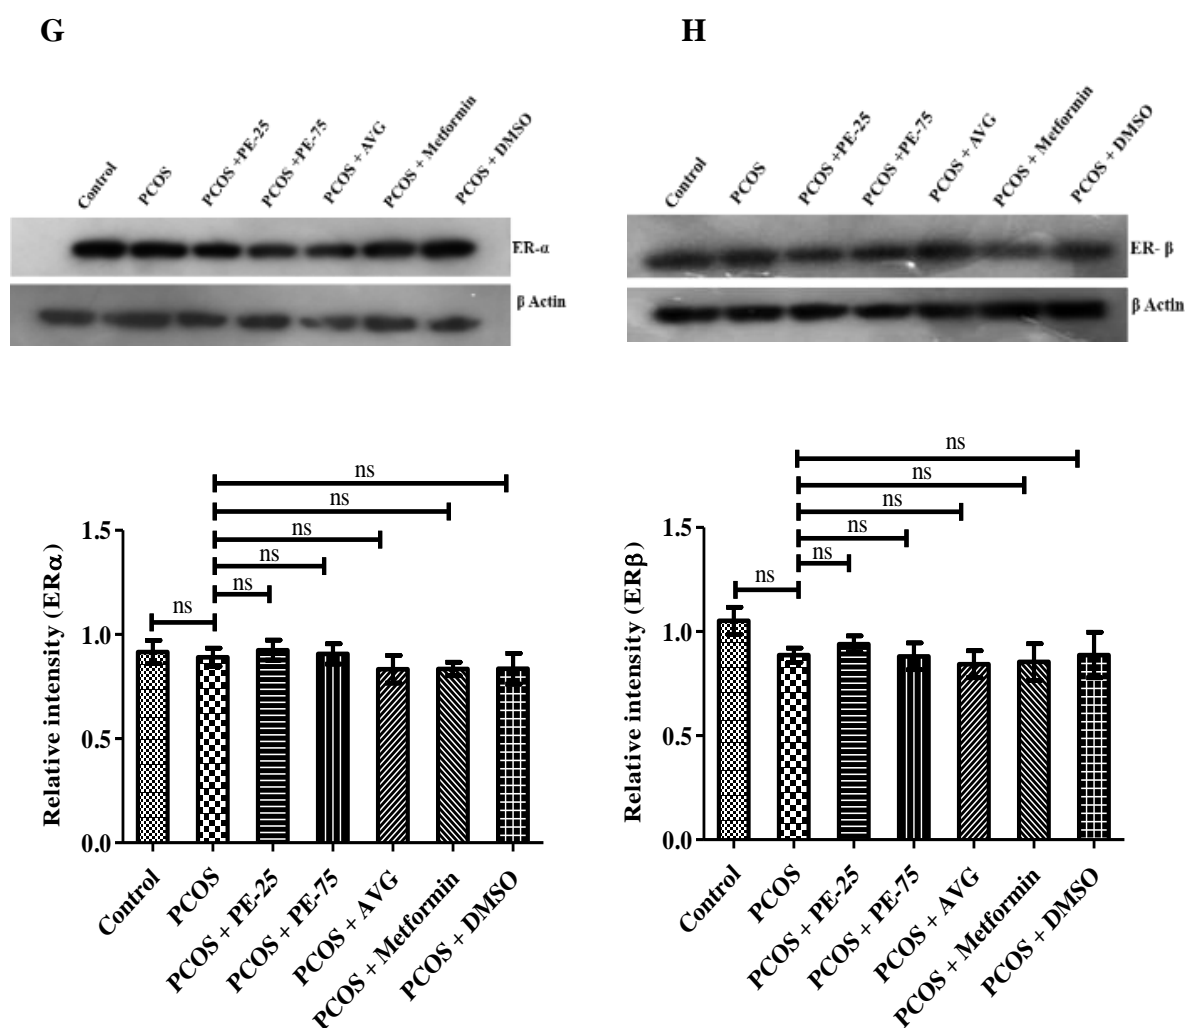 G
H
Control
PCOS
PCOS +PE-25
PCOS +PE-75
PCOS + AVG
PCOS + Metformin
PCOS + DMSO
ER-α
β Actin
Control
PCOS
PCOS +PE-25
PCOS +PE-75
PCOS + AVG
PCOS + Metformin
PCOS + DMSO
ER- β
β Actin
ns
ns
ns
ns
ns
ns
Relative intensity (ERα)
1.5
1.0
0.5
0.0
Control
PCOS
PCOS + PE-25
PCOS + PE-75
PCOS + AVG
PCOS + Metformin
PCOS + DMSO
ns
ns
ns
ns
ns
ns
Relative intensity (ERβ)
1.5
1.0
0.5
0.0
Control
PCOS
PCOS + PE-25
PCOS + PE-75
PCOS + AVG
PCOS + Metformin
PCOS + DMSO